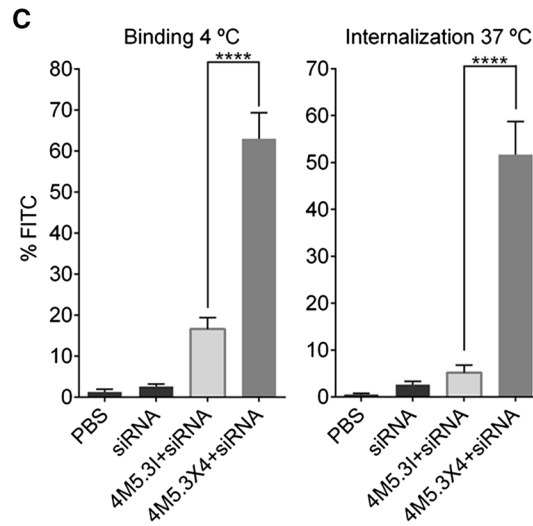 C
Binding 4 ºC
Internalization 37 ºC
% FITC
80
70
60
50
40
30
20
10
0
****
PBS
siRNA
4M5.3I+siRNA
4M5.3X4+siRNA
70
60
50
40
30
20
10
0
****
PBS
siRNA
4M5.3I+siRNA
4M5.3X4+siRNA